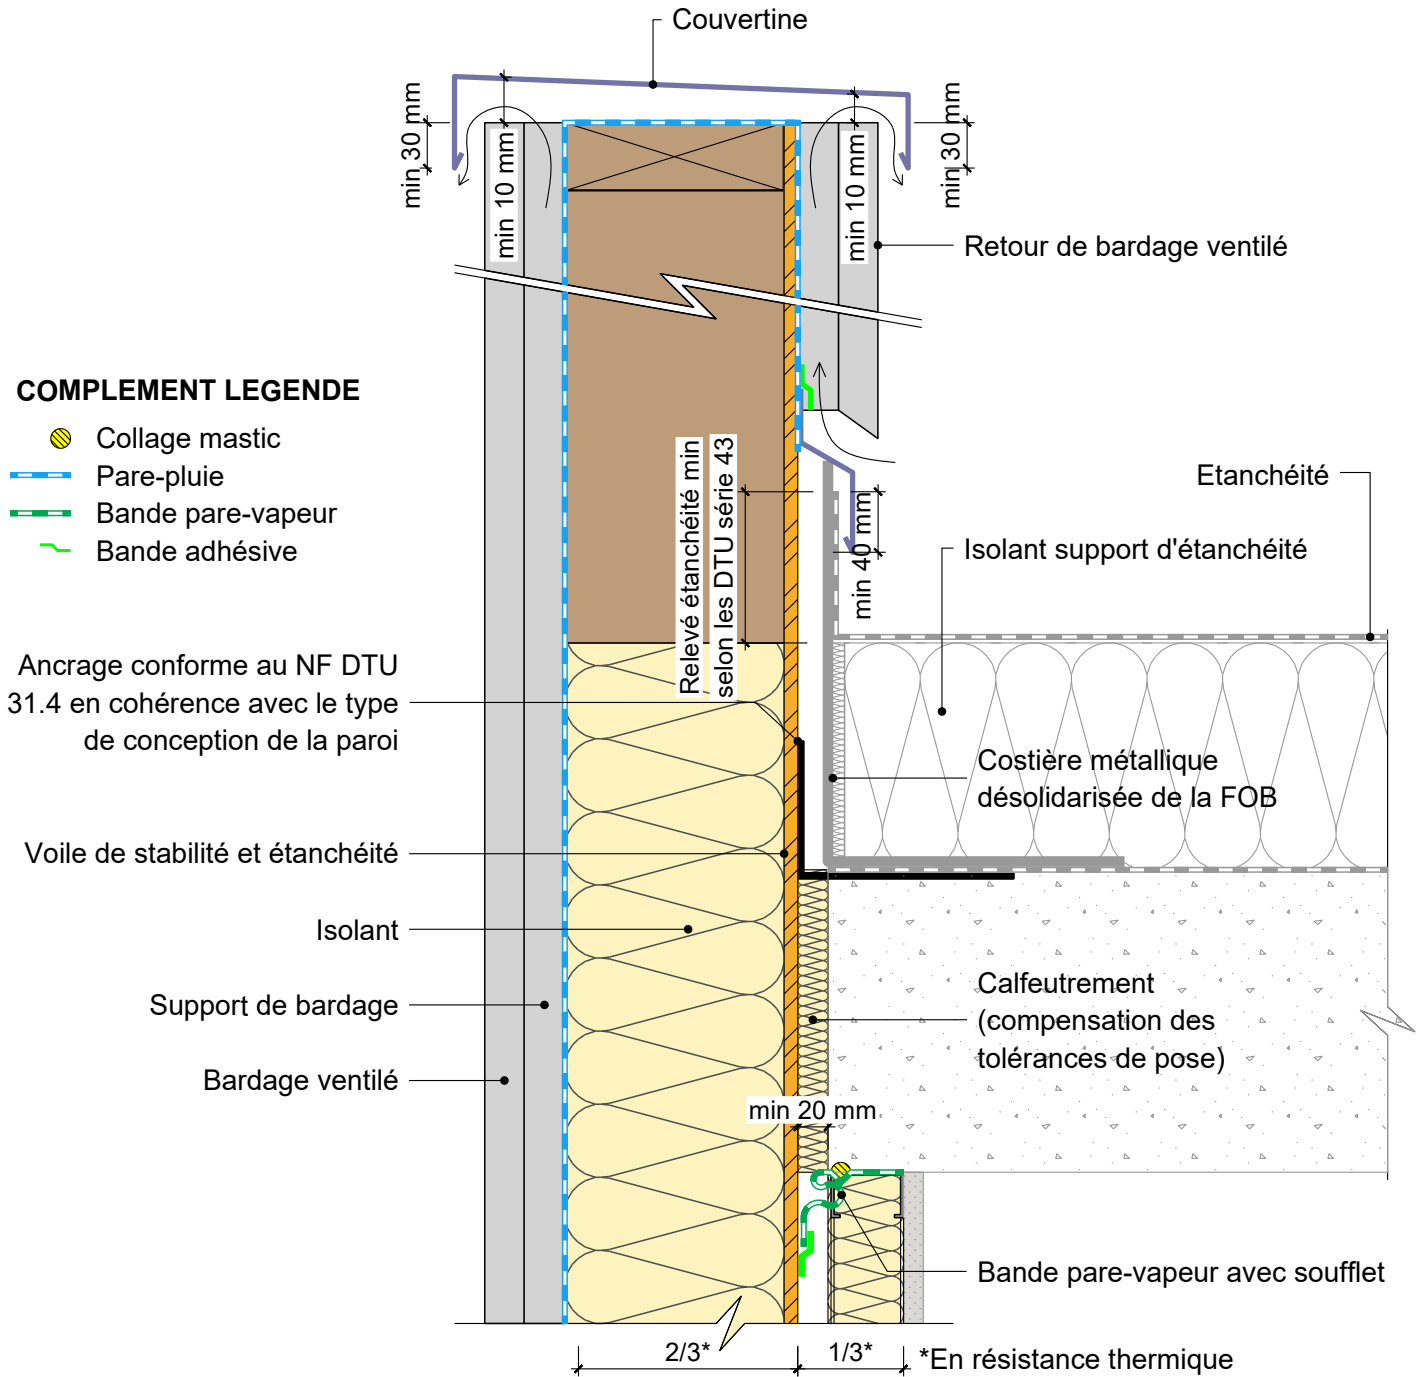 Couvertine
min 30 mm
min 10 mm
min 10 mm
min 30 mm
Retour de bardage ventilé
COMPLEMENT LEGENDE
Collage mastic
Pare-pluie
Bande pare-vapeur
Bande adhésive
Relevé étanchéité min
selon les DTU série 43
min 40 mm
Etanchéité
Isolant support d'étanchéité
Ancrage conforme au NF DTU
31.4 en cohérence avec le type
de conception de la paroi
Costière métallique
désolidarisée de la FOB
Voile de stabilité et étanchéité
Isolant
Support de bardage
Calfeutrement
(compensation des
tolérances de pose)
Bardage ventilé
min 20 mm
Bande pare-vapeur avec soufflet
2/3*
1/3*
*En résistance thermique